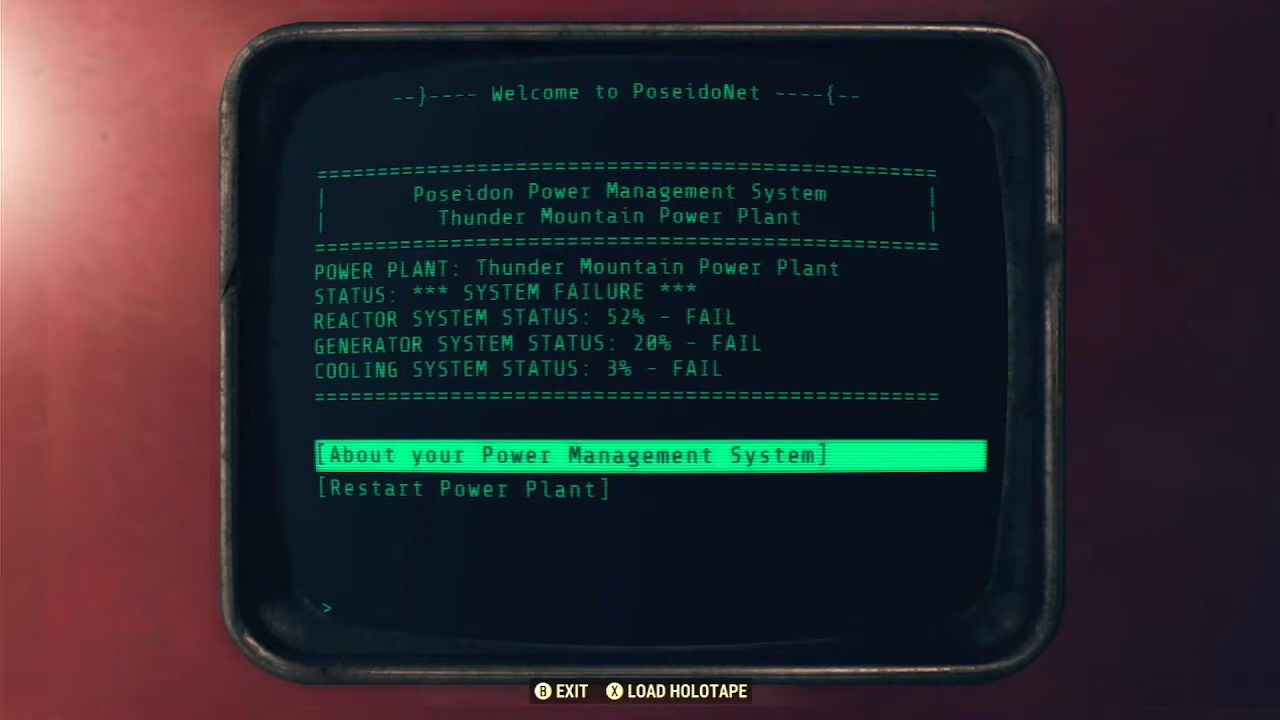 --}---- Welcome to PoseidoNet ----{--
=================================================
| Poseidon Power Management System |
| Thunder Mountain Power Plant |
=================================================
POWER PLANT: Thunder Mountain Power Plant
STATUS: *** SYSTEM FAILURE ***
REACTOR SYSTEM STATUS: 52% - FAIL
GENERATOR SYSTEM STATUS: 20% - FAIL
COOLING SYSTEM STATUS: 3% - FAIL
=================================================
[About your Power Management System]
[Restart Power Plant]
>
B EXIT X LOAD HOLOTAPE